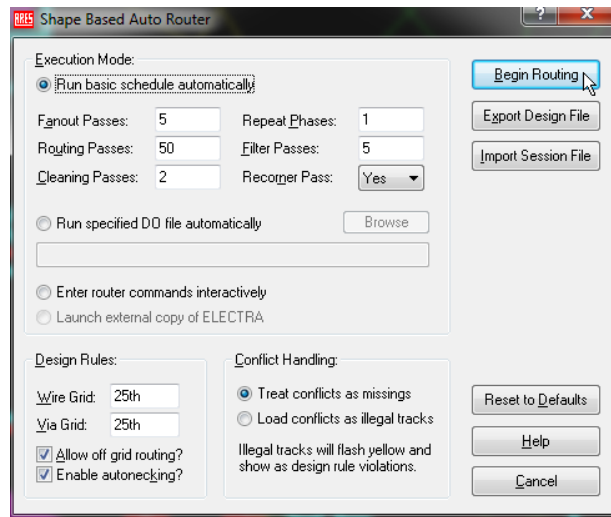 ARES Shape Based Auto Router
? X
Execution Mode:
Run basic schedule automatically
Fanout Passes: 5 Repeat Phases: 1
Routing Passes: 50 Filter Passes: 5
Cleaning Passes: 2 Recorner Pass: Yes
Run specified DO file automatically Browse
Enter router commands interactively
Launch external copy of ELECTRA
Begin Routing
Export Design File
Import Session File
Design Rules:
Wire Grid: 25th
Via Grid: 25th
Allow off grid routing?
Enable autonecking?
Conflict Handling:
Treat conflicts as missings
Load conflicts as illegal tracks
Illegal tracks will flash yellow and
show as design rule violations.
Reset to Defaults
Help
Cancel